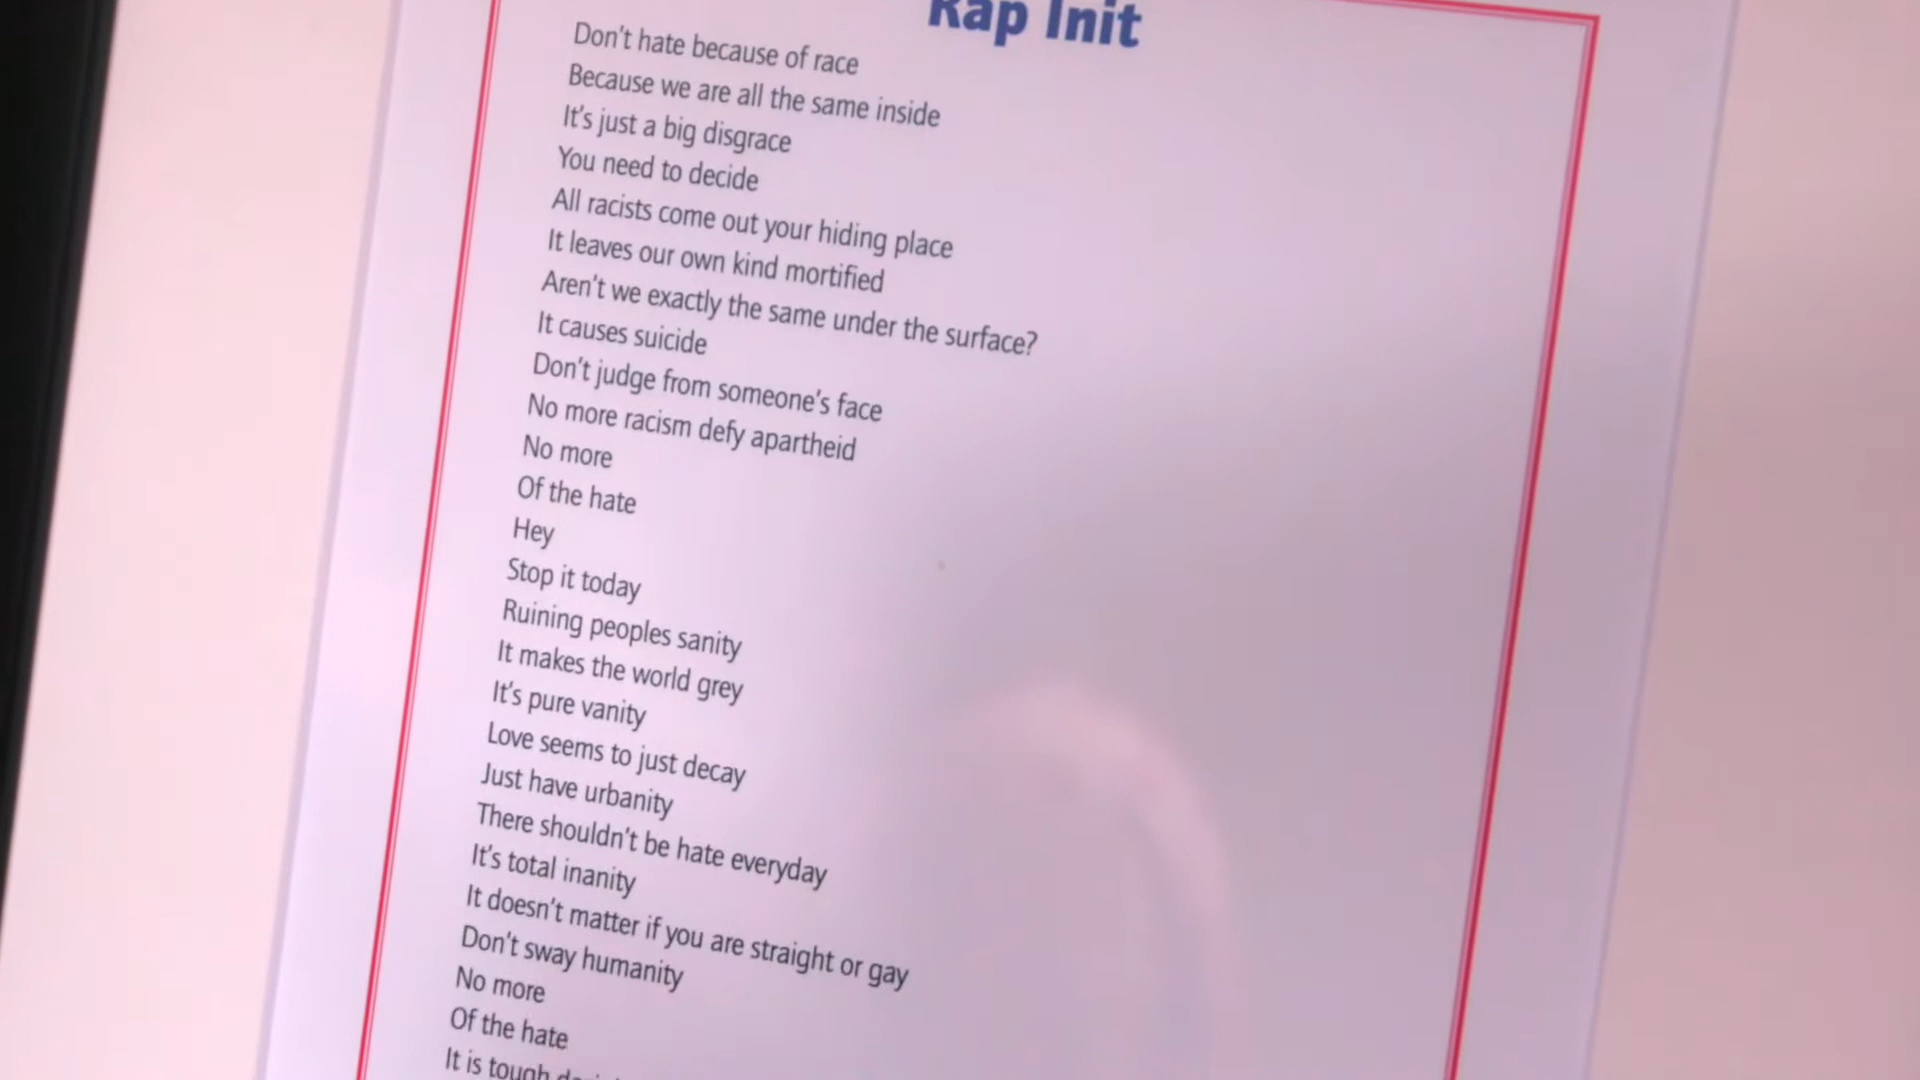 Rap Init
Don't hate because of race
Because we are all the same inside
It's just a big disgrace
You need to decide
All racists come out your hiding place
It leaves our own kind mortified
Aren't we exactly the same under the surface?
It causes suicide
Don't judge from someone's face
No more racism defy apartheid
No more
Of the hate
Hey
Stop it today
Ruining peoples sanity
It makes the world grey
It's pure vanity
Love seems to just decay
Just have urbanity
There shouldn't be hate everyday
It's total inanity
It doesn't matter if you are straight or gay
Don't sway humanity
No more
Of the hate
It is tough